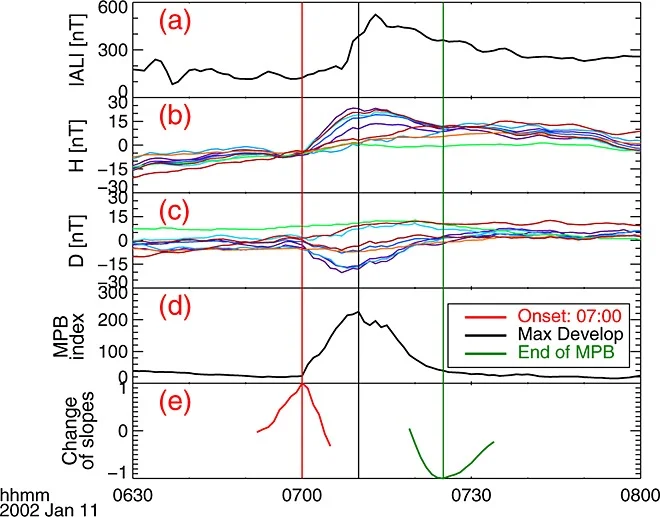 600
(a)
|AL| [nT]
300
0
30
(b)
15
H [nT]
0
−15
−30
30
(c)
15
D [nT]
0
−15
−30
300
(d)
MPB
index
200
100
0
Onset: 07:00
Max Develop
End of MPB
1
(e)
Change
of slopes
0
−1
hhmm
0630
0700
0730
0800
2002 Jan 11